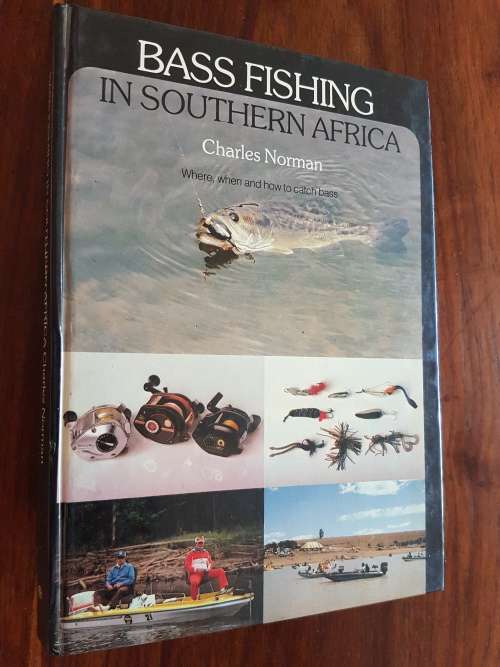 BASS FISHING
IN SOUTHERN AFRICA
Charles Norman
Where, when and how to catch bass